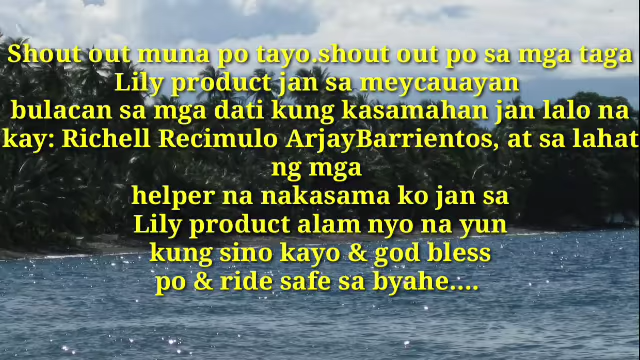 Shout out muna po tayo.shout out po sa mga taga
Lily product jan sa meycauayan
bulacan sa mga dati kung kasamahan jan lalo na
kay: Richell Recimulo ArjayBarrientos, at sa lahat
ng mga
helper na nakasama ko jan sa
Lily product alam nyo na yun
kung sino kayo & god bless
po & ride safe sa byahe....